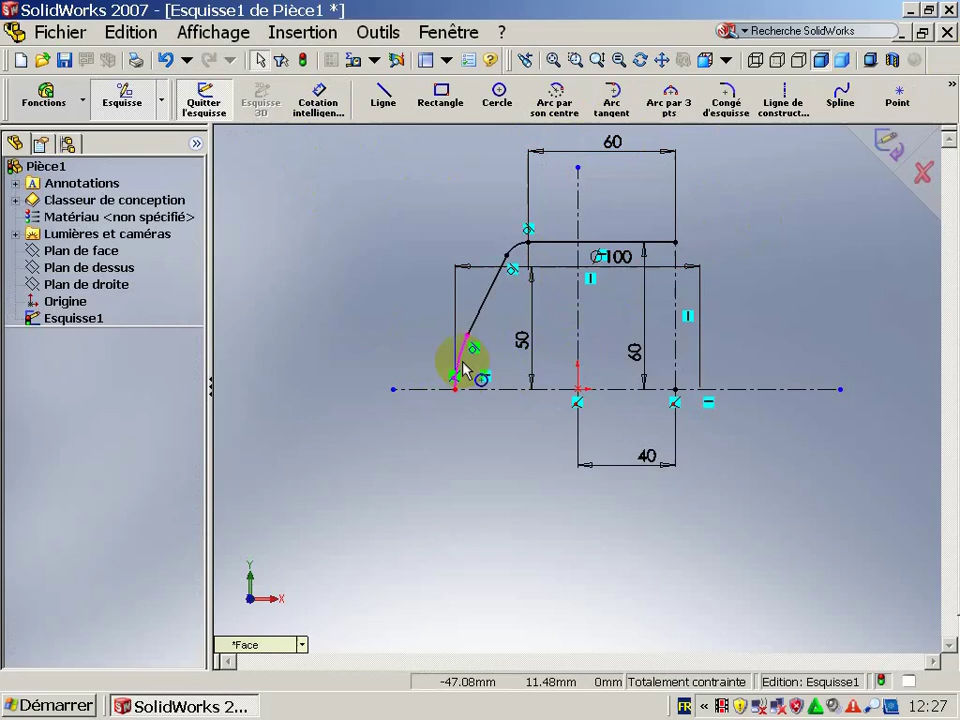 SolidWorks 2007 - [Esquisse1 de Pièce1 *]
Fichier Edition Affichage Insertion Outils Fenêtre ? Recherche SolidWorks
Fonctions Esquisse Quitter l'esquisse Esquisse 3D Cotation intelligen... Ligne Rectangle Cercle Arc par son centre Arc tangent Arc par 3 pts Congé d'esquisse Ligne de construct... Spline Point
Pièce1
Annotations
Classeur de conception
Matériau <non spécifié>
Lumières et caméras
Plan de face
Plan de dessus
Plan de droite
Origine
Esquisse1
60
100
50
60
40
Y
X
*Face
-47.08mm 11.48mm 0mm Totalement contrainte Edition: Esquisse1
Démarrer SolidWorks 2... FR « 12:27